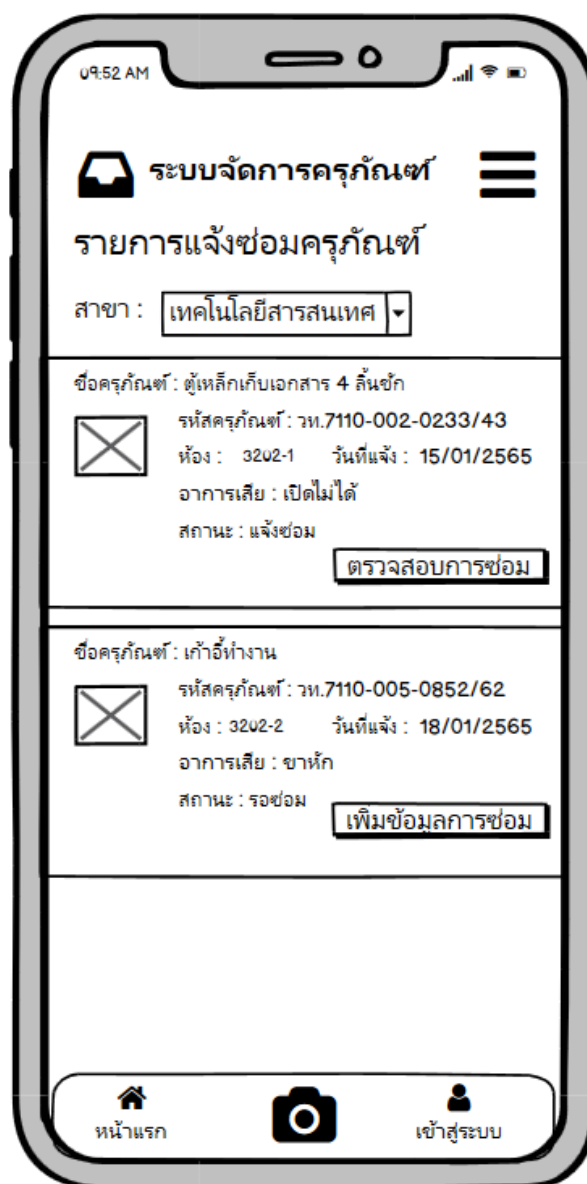 09:52 AM
ระบบจัดการครุภัณฑ์
รายการแจ้งซ่อมครุภัณฑ์
สาขา : เทคโนโลยีสารสนเทศ
ชื่อครุภัณฑ์ : ตู้เหล็กเก็บเอกสาร 4 ลิ้นชัก
รหัสครุภัณฑ์ : วท.7110-002-0233/43
ห้อง : 3202-1 วันที่แจ้ง : 15/01/2565
อาการเสีย : เปิดไม่ได้
สถานะ : แจ้งซ่อม
ตรวจสอบการซ่อม
ชื่อครุภัณฑ์ : เก้าอี้ทำงาน
รหัสครุภัณฑ์ : วท.7110-005-0852/62
ห้อง : 3202-2 วันที่แจ้ง : 18/01/2565
อาการเสีย : ขาหัก
สถานะ : รอซ่อม
เพิ่มข้อมูลการซ่อม
หน้าแรก เข้าสู่ระบบ